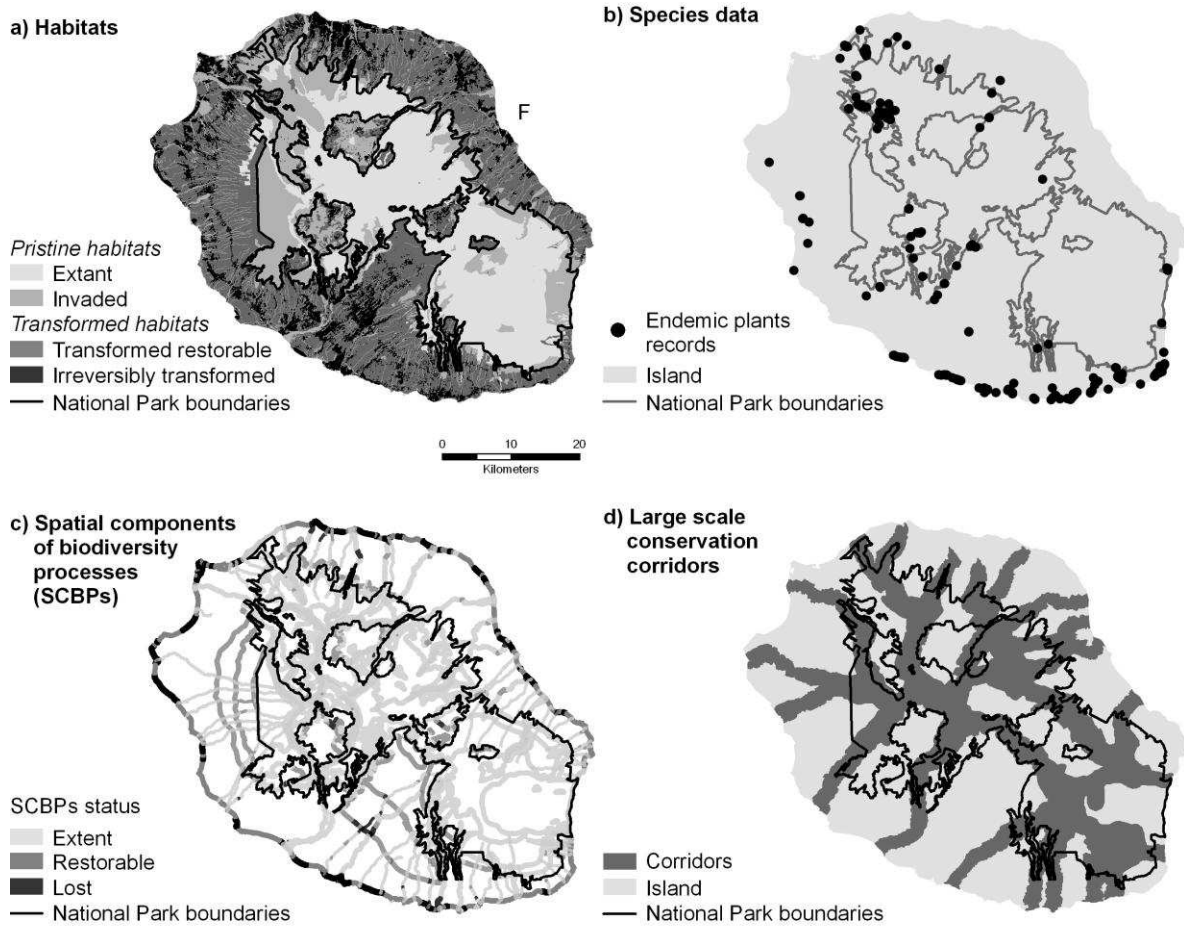 a) Habitats
F
Pristine habitats
Extant
Invaded
Transformed habitats
Transformed restorable
Irreversibly transformed
National Park boundaries
0 10 20
Kilometers
b) Species data
Endemic plants
records
Island
National Park boundaries
c) Spatial components
of biodiversity
processes
(SCBPs)
SCBPs status
Extent
Restorable
Lost
National Park boundaries
d) Large scale
conservation
corridors
Corridors
Island
National Park boundaries